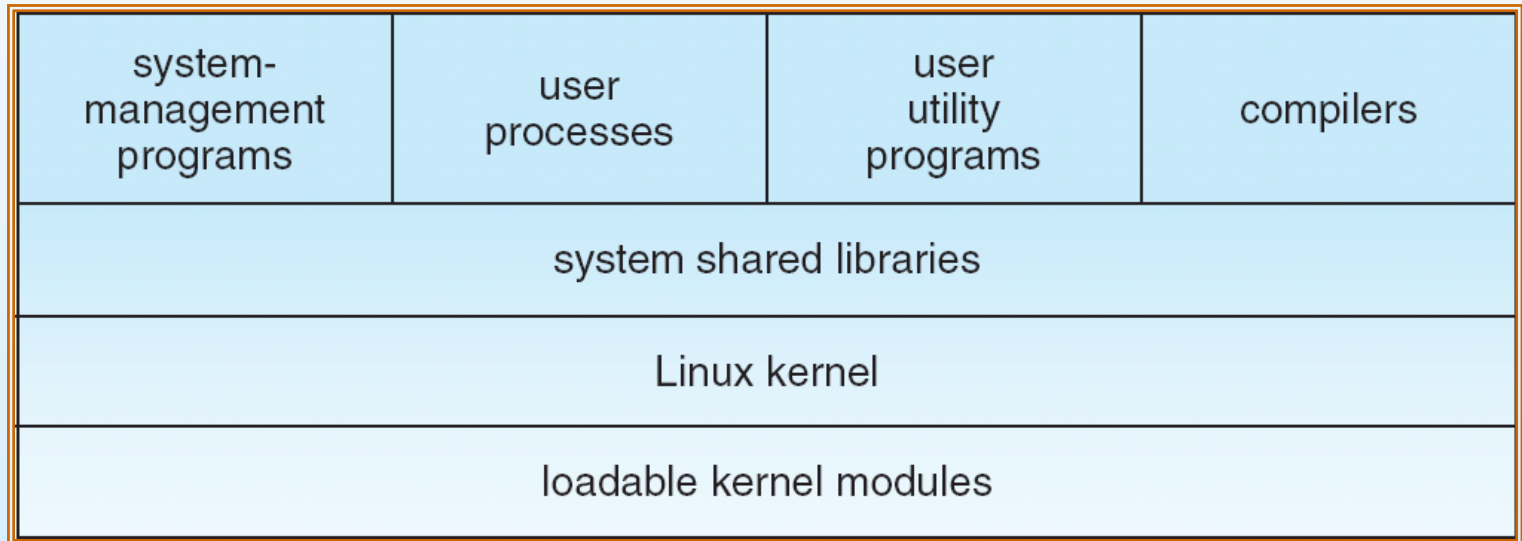 system-
management
programs
user
processes
user
utility
programs
compilers
system shared libraries
Linux kernel
loadable kernel modules